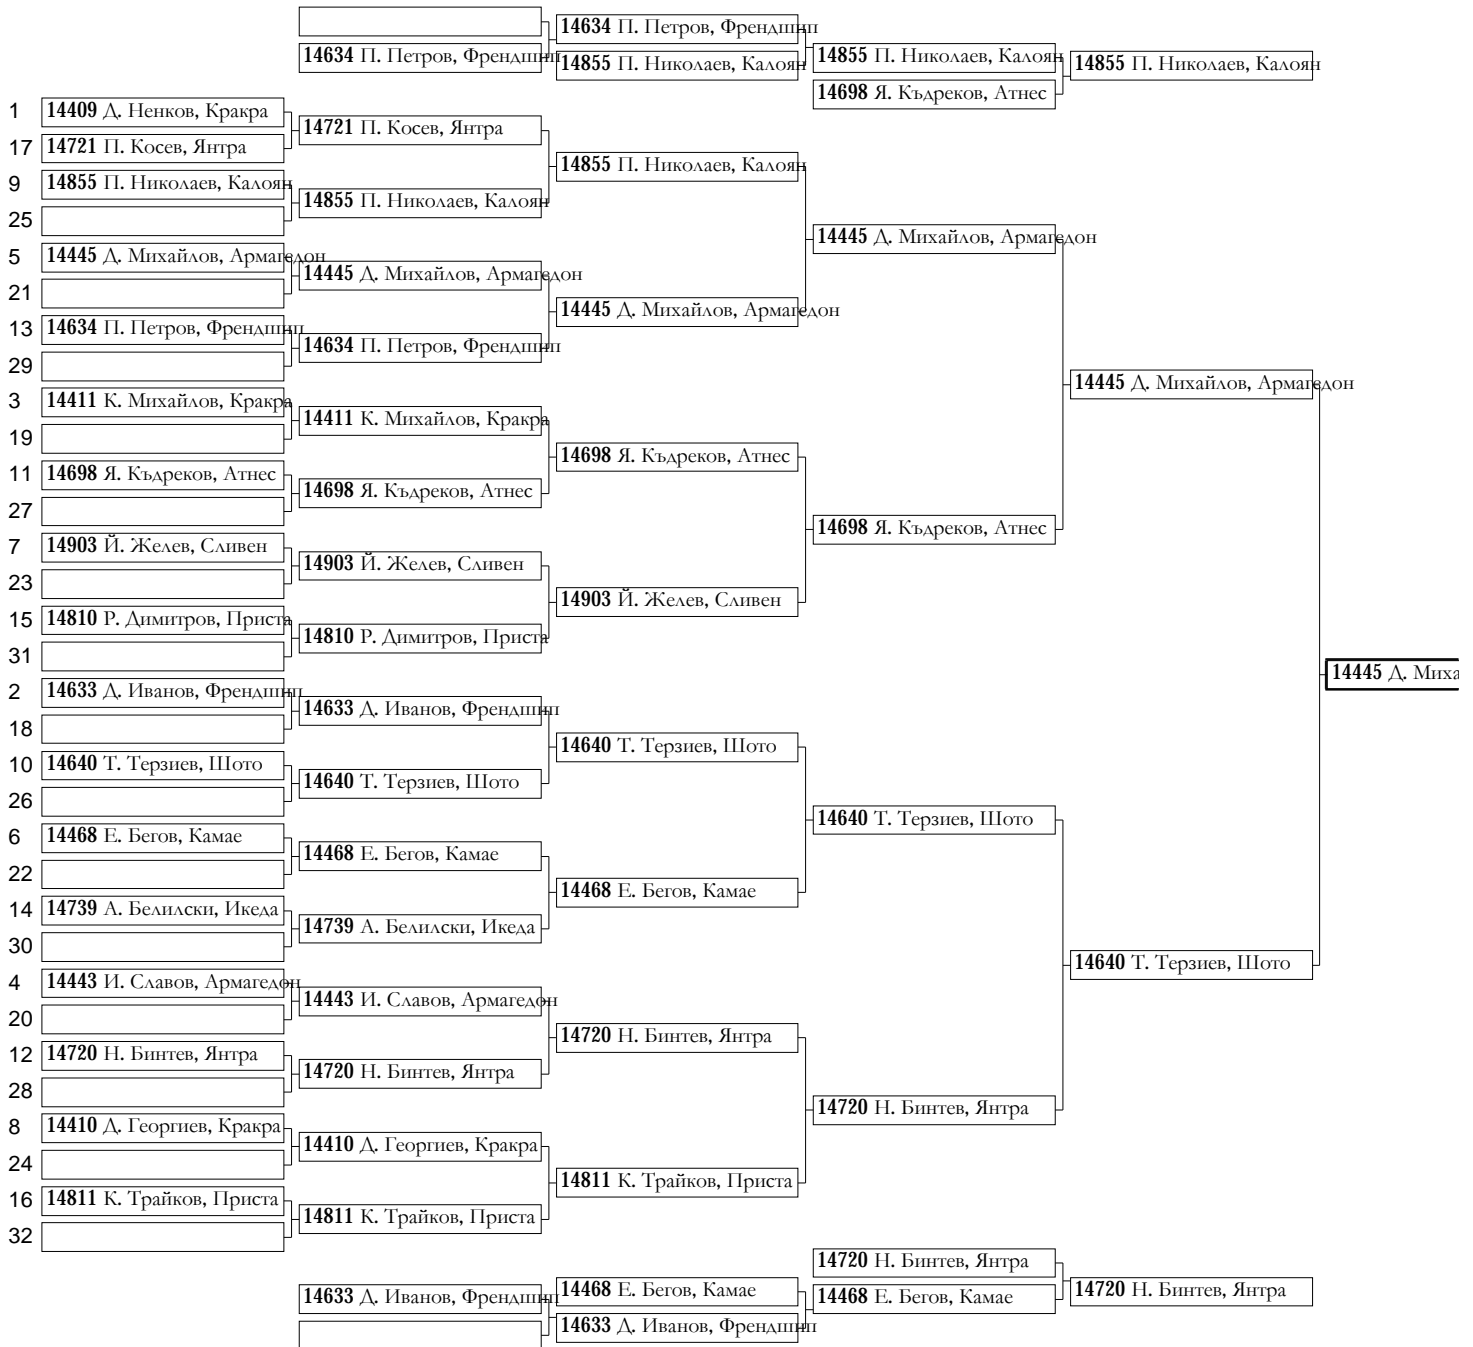 14634 П. Петров, Френдшип
14634 П. Петров, Френдшип
14855 П. Николаев, Калоян
14855 П. Николаев, Калоян
14698 Я. Къдреков, Атнес
14855 П. Николаев, Калоян
1 14409 Д. Ненков, Кракра
17 14721 П. Косев, Янтра
9 14855 П. Николаев, Калоян
25
5 14445 Д. Михайлов, Армагедон
21
13 14634 П. Петров, Френдшип
29
3 14411 К. Михайлов, Кракра
19
11 14698 Я. Къдреков, Атнес
27
7 14903 Й. Желев, Сливен
23
15 14810 Р. Димитров, Приста
31
2 14633 Д. Иванов, Френдшип
18
10 14640 Т. Терзиев, Шото
26
6 14468 Е. Бегов, Камае
22
14 14739 А. Белилски, Икеда
30
4 14443 И. Славов, Армагедон
20
12 14720 Н. Бинтев, Янтра
28
8 14410 Д. Георгиев, Кракра
24
16 14811 К. Трайков, Приста
32
14721 П. Косев, Янтра
14855 П. Николаев, Калоян
14445 Д. Михайлов, Армагедон
14634 П. Петров, Френдшип
14411 К. Михайлов, Кракра
14698 Я. Къдреков, Атнес
14903 Й. Желев, Сливен
14810 Р. Димитров, Приста
14633 Д. Иванов, Френдшип
14640 Т. Терзиев, Шото
14468 Е. Бегов, Камае
14739 А. Белилски, Икеда
14443 И. Славов, Армагедон
14720 Н. Бинтев, Янтра
14410 Д. Георгиев, Кракра
14811 К. Трайков, Приста
14855 П. Николаев, Калоян
14445 Д. Михайлов, Армагедон
14698 Я. Къдреков, Атнес
14903 Й. Желев, Сливен
14640 Т. Терзиев, Шото
14468 Е. Бегов, Камае
14720 Н. Бинтев, Янтра
14811 К. Трайков, Приста
14445 Д. Михайлов, Армагедон
14698 Я. Къдреков, Атнес
14640 Т. Терзиев, Шото
14720 Н. Бинтев, Янтра
14445 Д. Михайлов, Армагедон
14640 Т. Терзиев, Шото
14445 Д. Миха
14633 Д. Иванов, Френдшип
14468 Е. Бегов, Камае
14633 Д. Иванов, Френдшип
14720 Н. Бинтев, Янтра
14468 Е. Бегов, Камае
14720 Н. Бинтев, Янтра